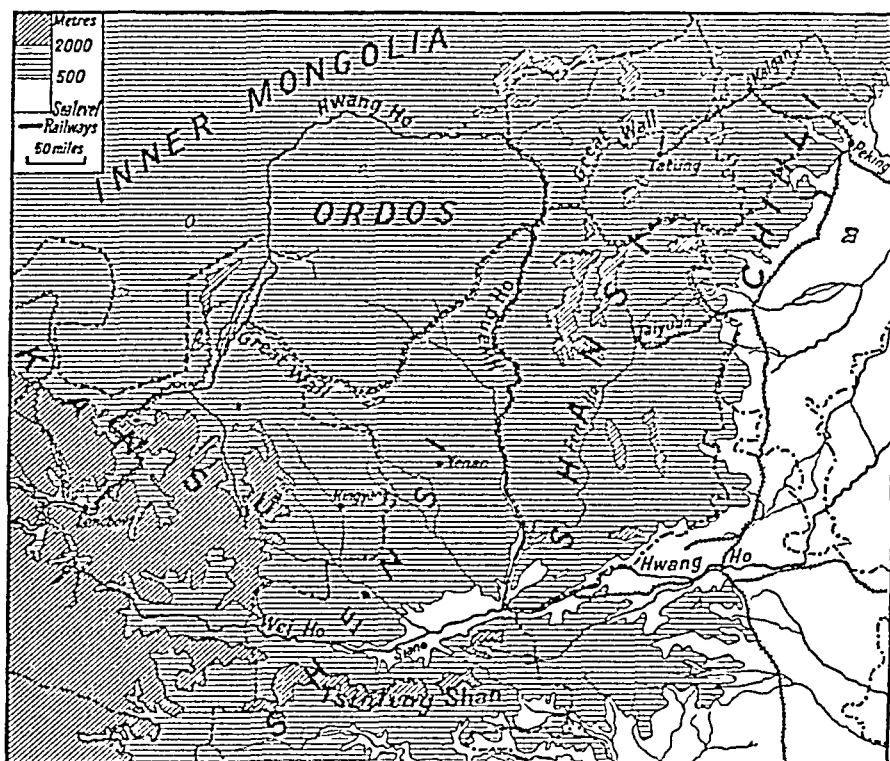 Metres
2000
500
Sealevel
Railways
50 miles
INNER MONGOLIA
Hwang Ho
Kalgan
Great Wall
Tatung
Peking
ORDOS
CHIHLI
a
SHANSI
Hwang Ho
Taiyuan
Great Wall
KANSU
Yenan
Kingyang
SHENSI
Hwang Ho
Wei Ho
Sian
Tsinling Shan